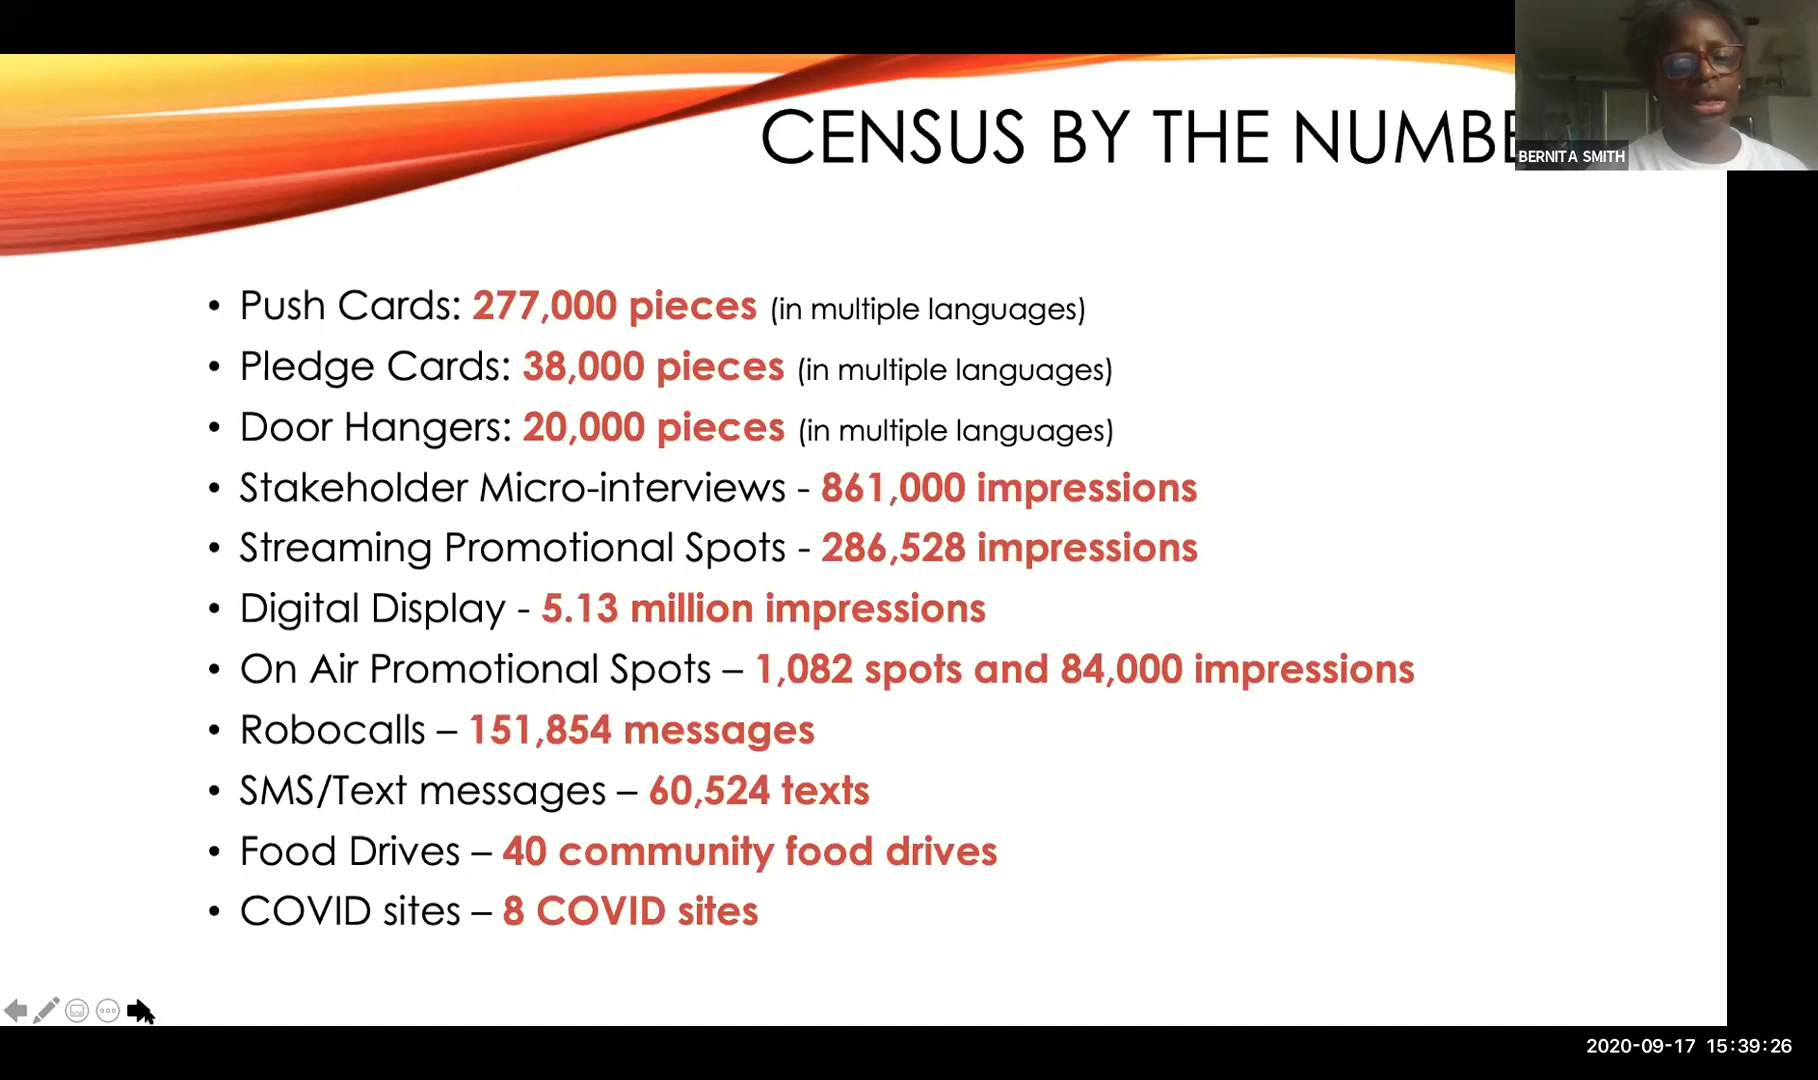 CENSUS BY THE NUMBE
BERNITA SMITH
• Push Cards: 277,000 pieces (in multiple languages)
• Pledge Cards: 38,000 pieces (in multiple languages)
• Door Hangers: 20,000 pieces (in multiple languages)
• Stakeholder Micro-interviews - 861,000 impressions
• Streaming Promotional Spots - 286,528 impressions
• Digital Display - 5.13 million impressions
• On Air Promotional Spots – 1,082 spots and 84,000 impressions
• Robocalls – 151,854 messages
• SMS/Text messages – 60,524 texts
• Food Drives – 40 community food drives
• COVID sites – 8 COVID sites
2020-09-17 15:39:26